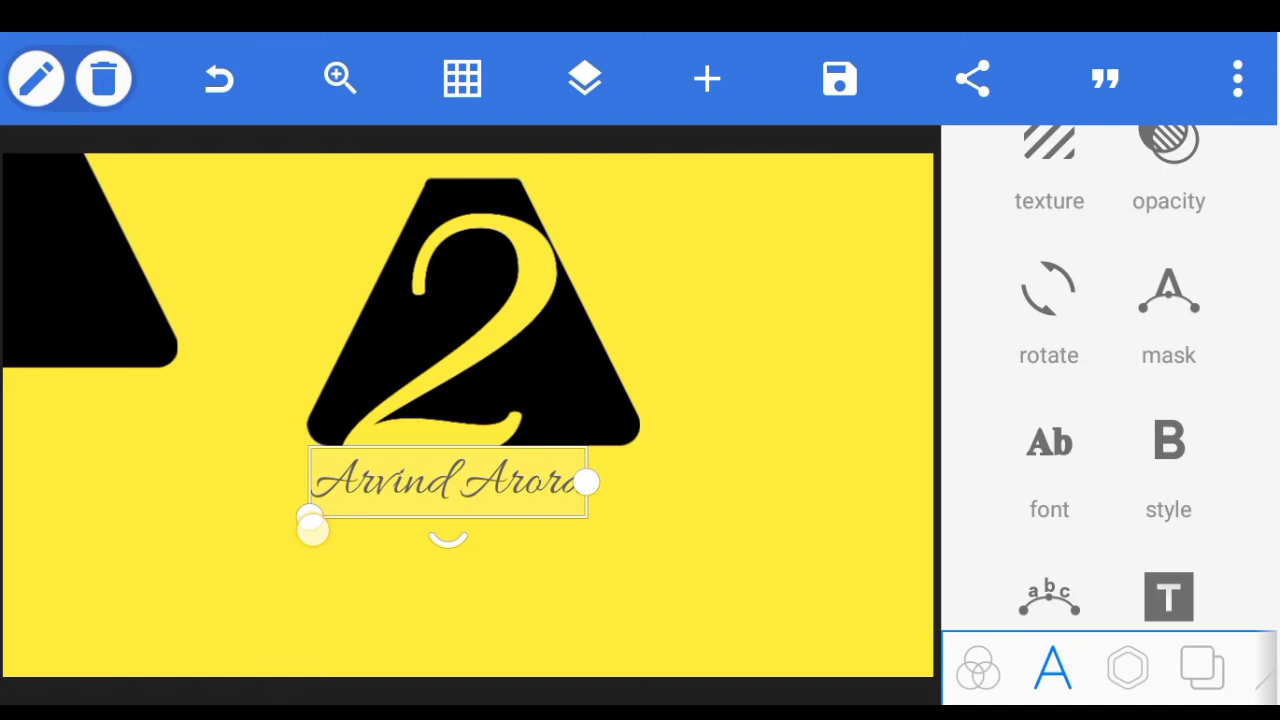 texture opacity
2
rotate mask
Ab B
font style
Arvind Arora
abc T